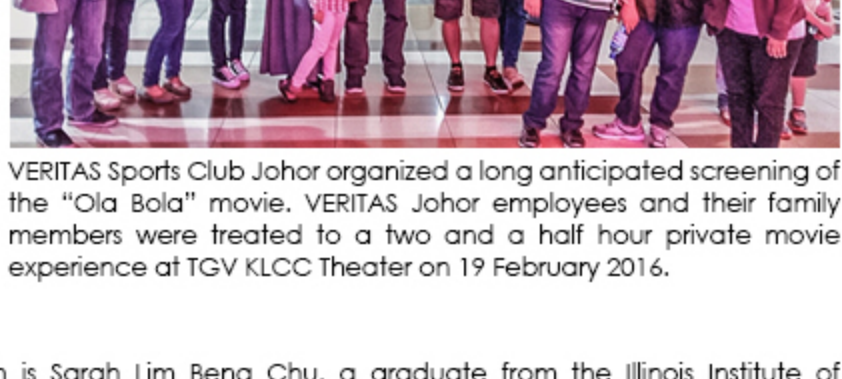 VERITAS Sports Club Johor organized a long anticipated screening of
the “Ola Bola” movie. VERITAS Johor employees and their family
members were treated to a two and a half hour private movie
experience at TGV KLCC Theater on 19 February 2016.
is Sarah Lim Beng Chu, a graduate from the Illinois Institute of